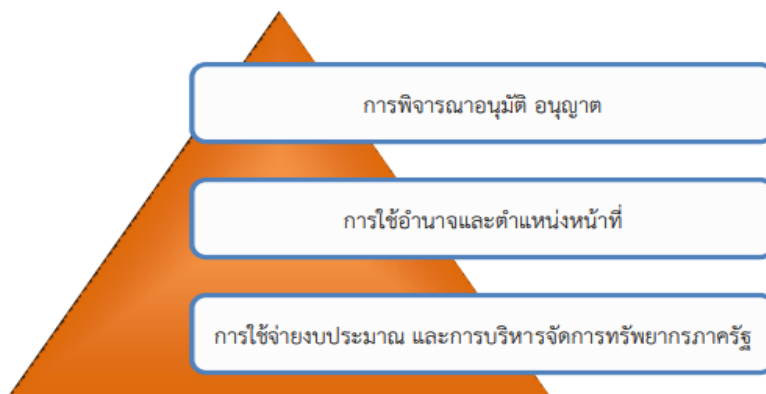 การพิจารณาอนุมัติ อนุญาต
การใช้อำนาจและตำแหน่งหน้าที่
การใช้จ่ายงบประมาณ และการบริหารจัดการทรัพยากรภาครัฐ